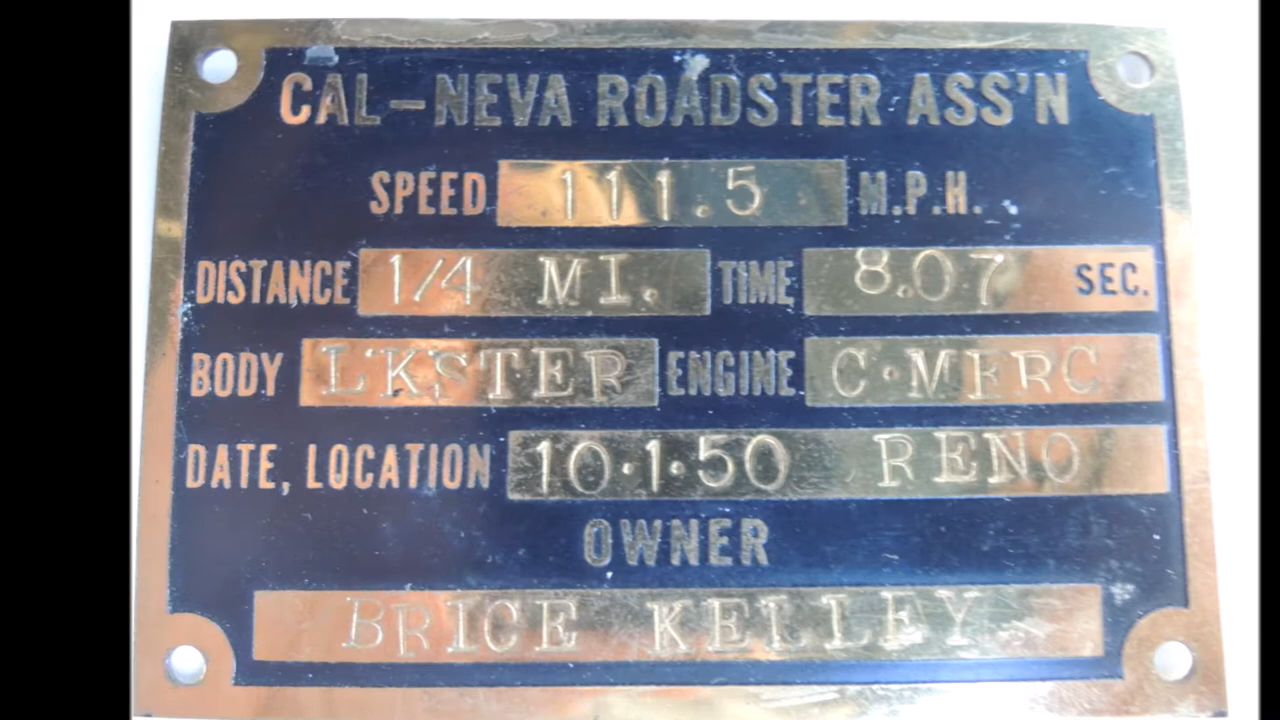 CAL-NEVA ROADSTER ASS'N
SPEED 111.5 M.P.H.
DISTANCE 1/4 MI. TIME 8.07 SEC.
BODY L'KSTER ENGINE C·MERC
DATE, LOCATION 10·1·50 RENO
OWNER
BRICE KELLEY